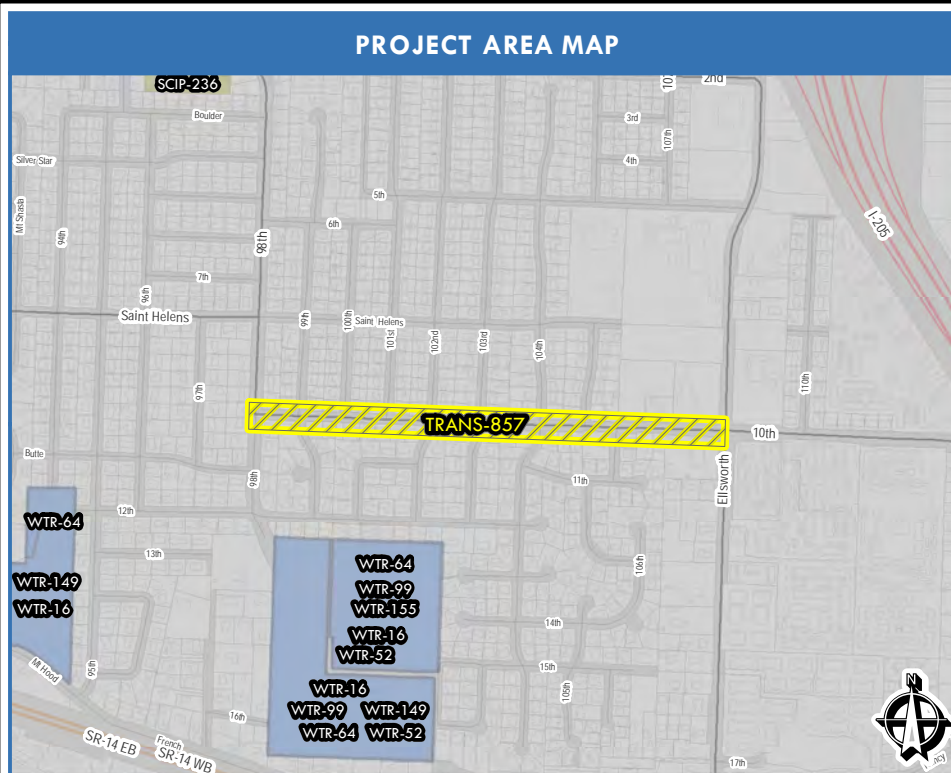 PROJECT AREA MAP
SCIP-236
2nd
Boulder
3rd
107th
4th
Silver Star
Mt Shasta
5th
94th
6th
98th
I-205
7th
96th
Saint Helens
99th
100th
Saint Helens
101st
102nd
103rd
104th
110th
97th
TRANS-857
10th
Butte
98th
11th
Ellsworth
WTR-64
12th
13th
WTR-64
106th
WTR-149
WTR-99
WTR-16
WTR-155
14th
WTR-16
WTR-52
15th
Mt Hood
95th
105th
WTR-16
WTR-99
WTR-149
16th
WTR-64
WTR-52
N
SR-14 EB
French
SR-14 WB
17th